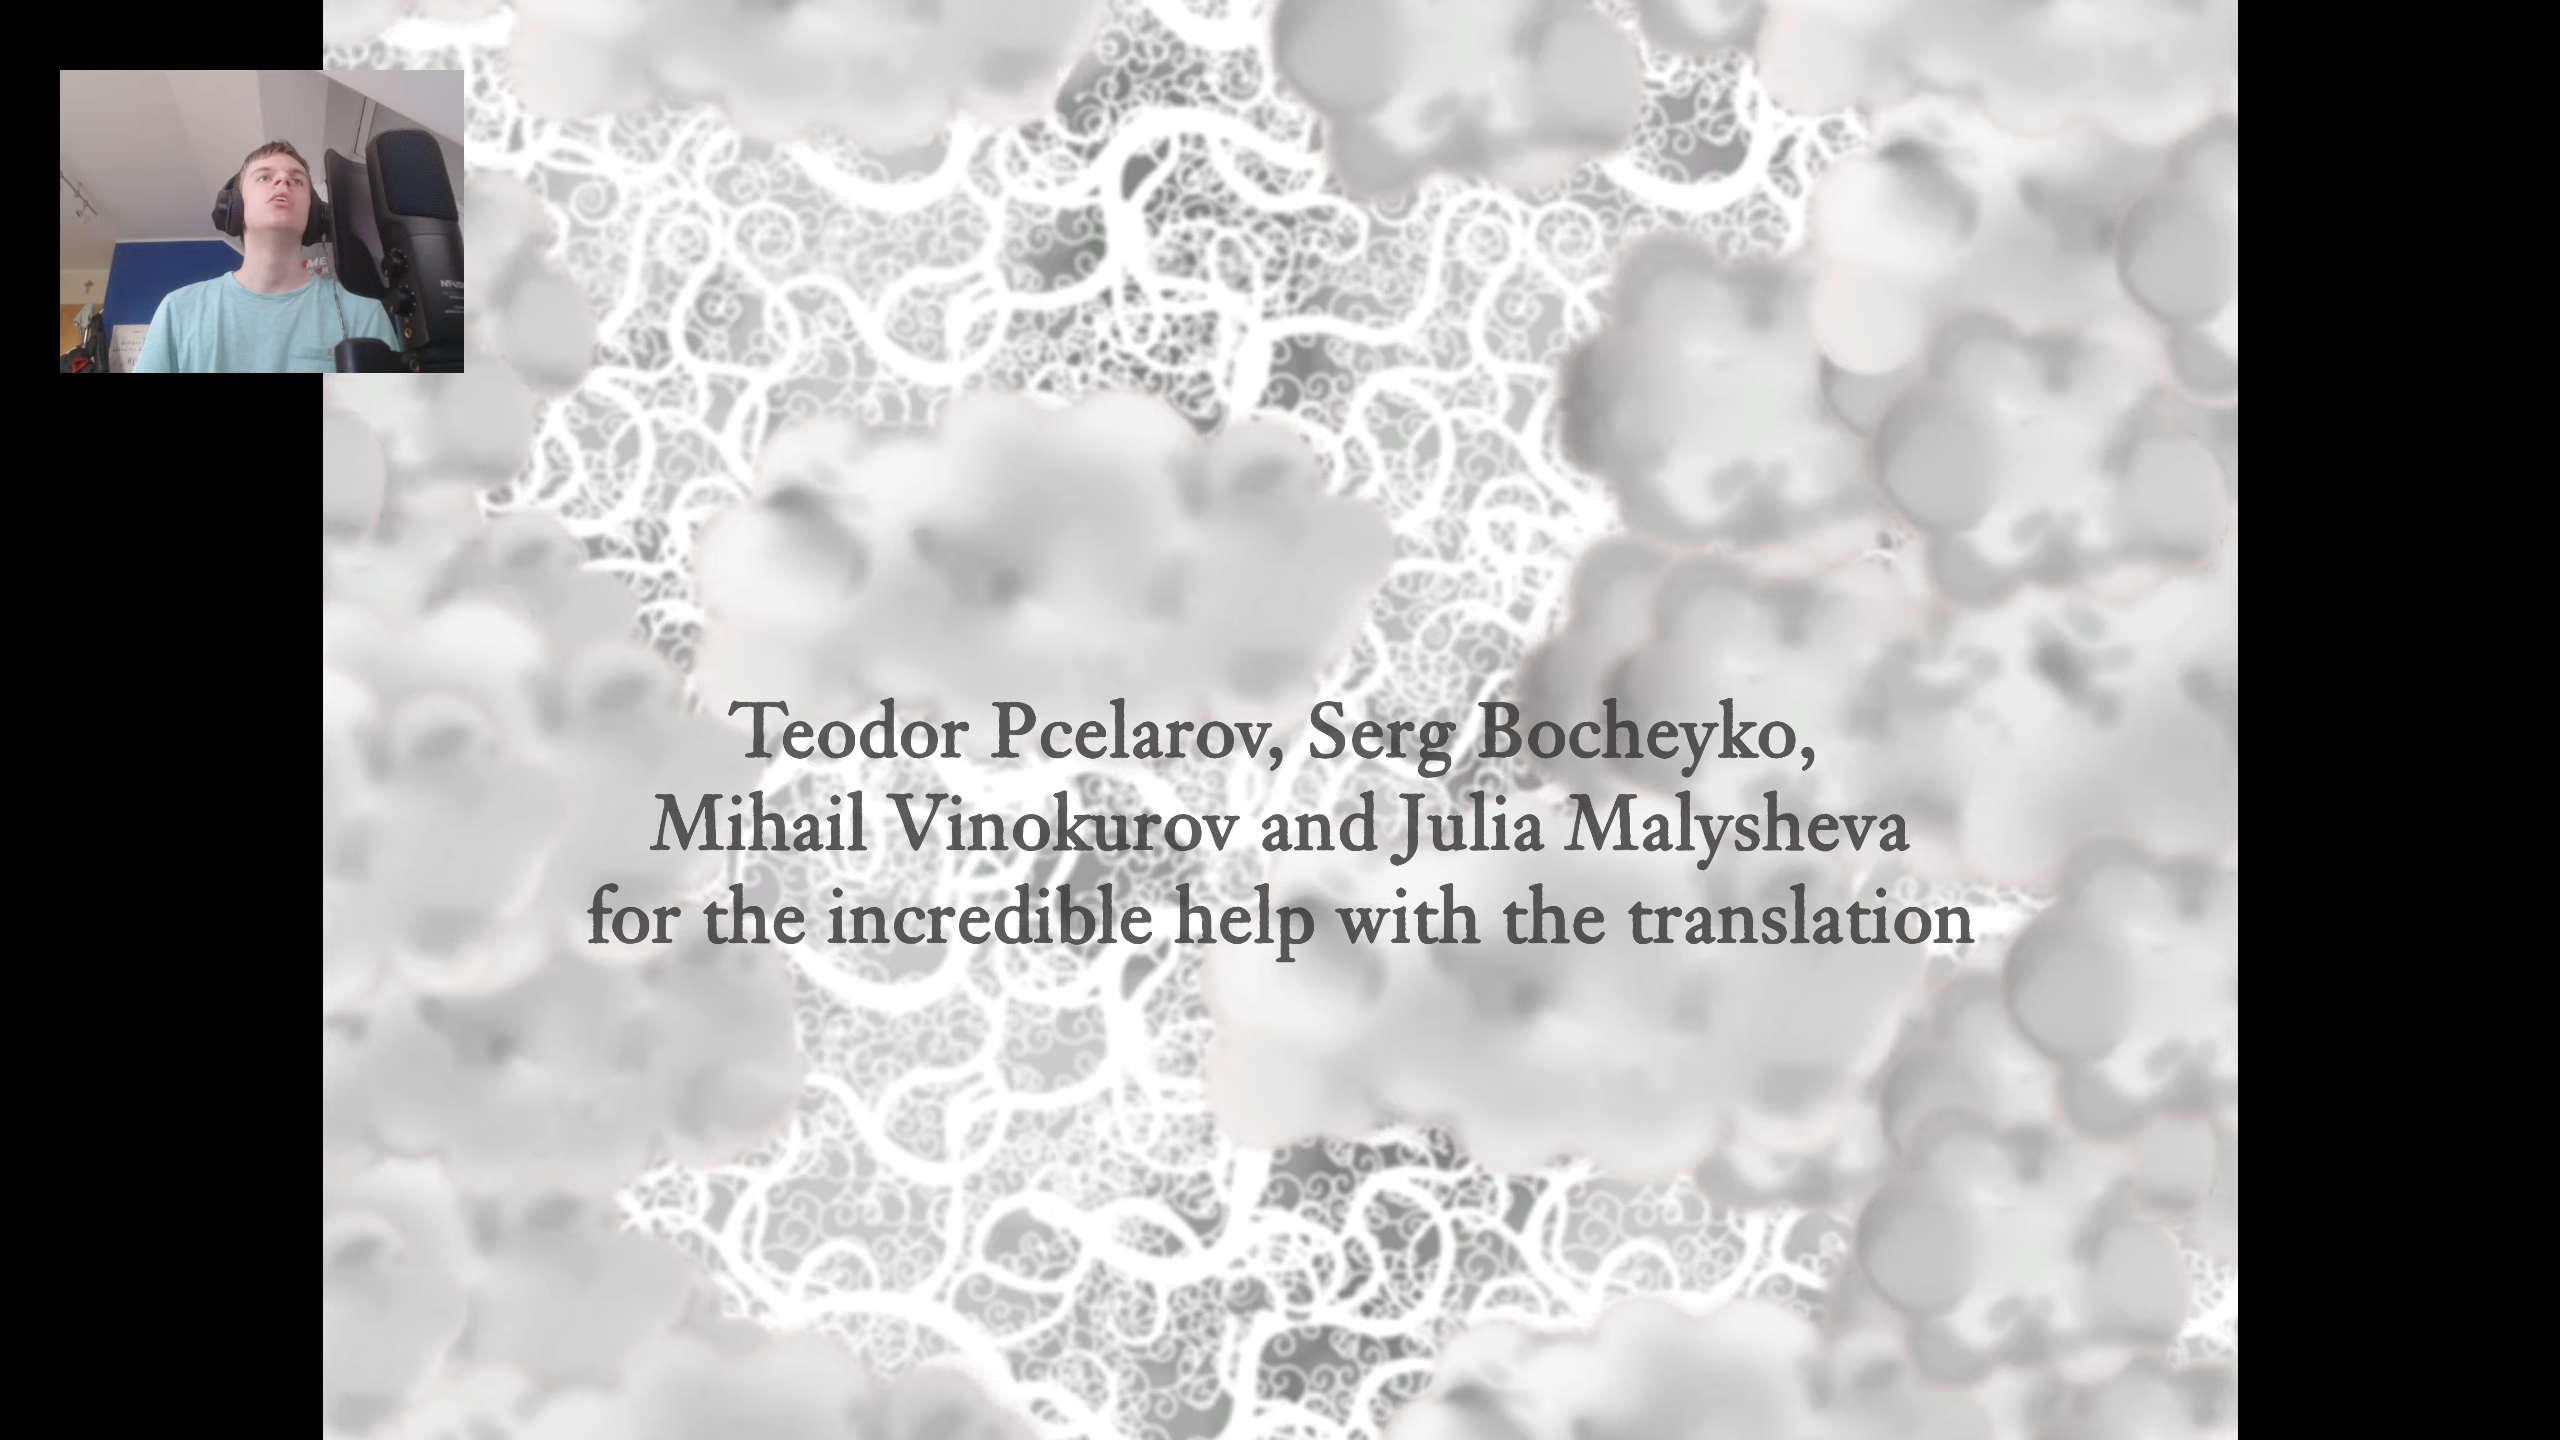 Teodor Pcelarov, Serg Bocheyko,
Mihail Vinokurov and Julia Malysheva
for the incredible help with the translation